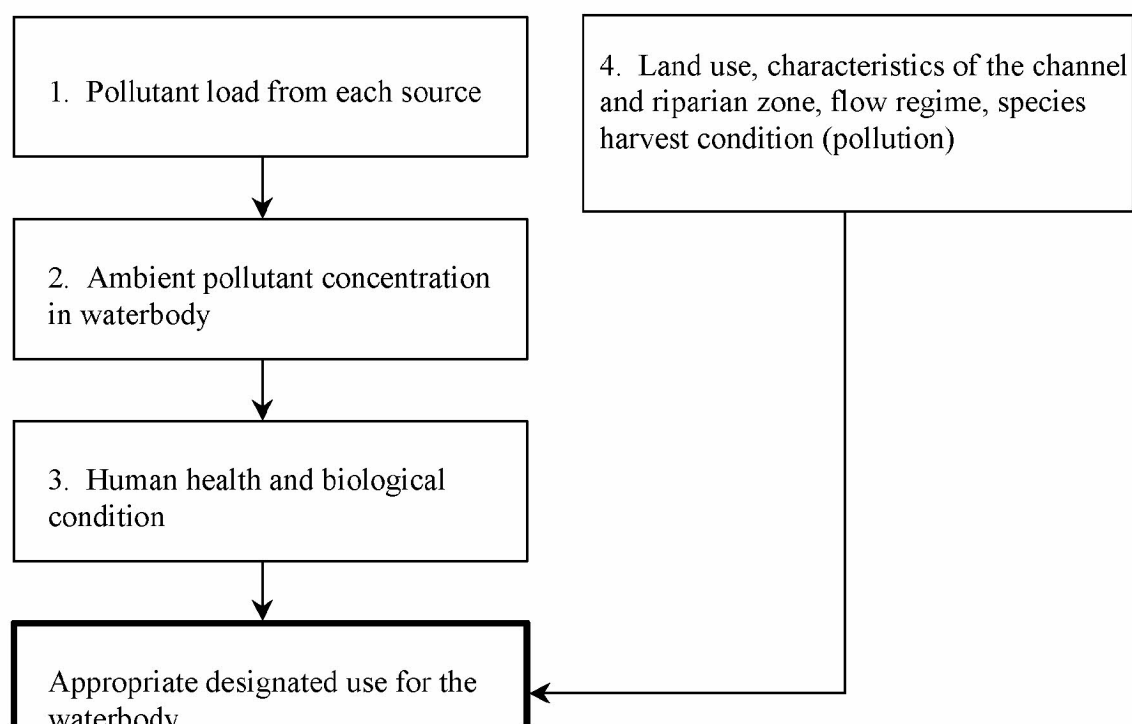 1. Pollutant load from each source
2. Ambient pollutant concentration
in waterbody
3. Human health and biological
condition
Appropriate designated use for the
waterbody
4. Land use, characteristics of the channel
and riparian zone, flow regime, species
harvest condition (pollution)